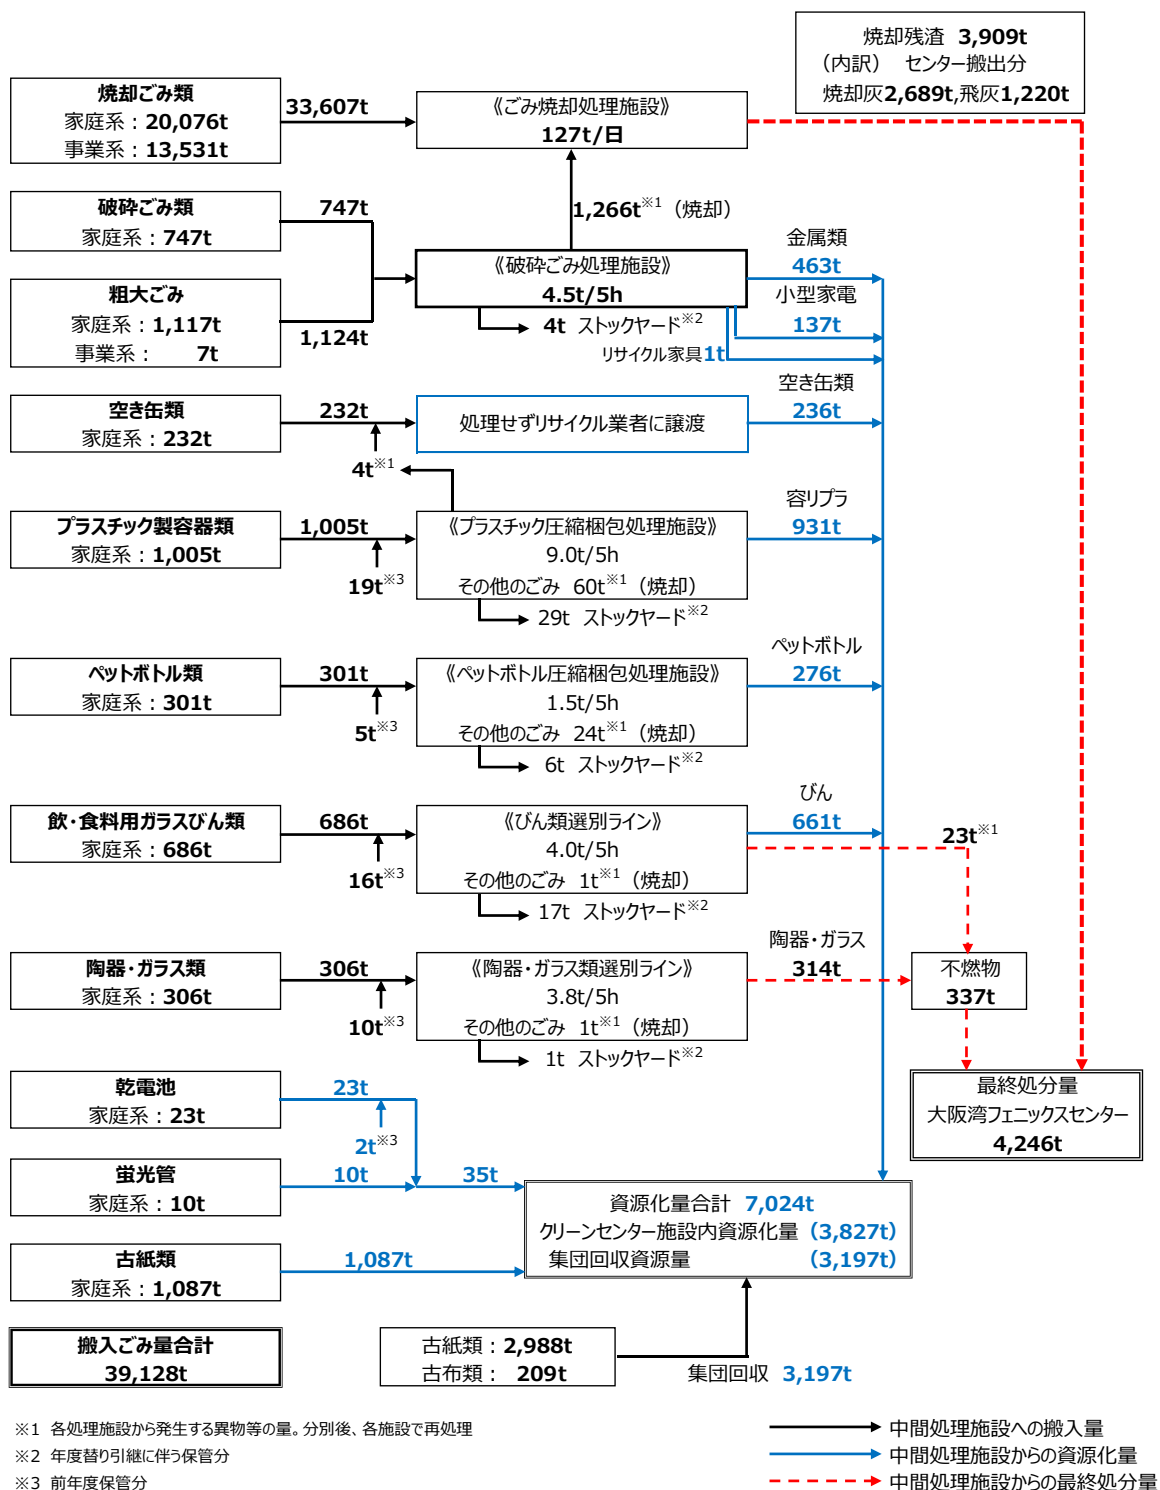 焼却残渣 3,909t
（内訳） センター搬出分
焼却灰2,689t,飛灰1,220t
焼却ごみ類
家庭系：20,076t
事業系：13,531t
33,607t
《ごみ焼却処理施設》
127t/日
破砕ごみ類
家庭系：747t
747t
1,266t※1（焼却）
粗大ごみ
家庭系：1,117t
事業系： 7t
1,124t
《破砕ごみ処理施設》
4.5t/5h
金属類
463t
小型家電
137t
4t ストックヤード※2
リサイクル家具1t
空き缶類
家庭系：232t
232t
処理せずリサイクル業者に譲渡
空き缶類
236t
4t※1
プラスチック製容器類
家庭系：1,005t
1,005t
19t※3
《プラスチック圧縮梱包処理施設》
9.0t/5h
その他のごみ 60t※1（焼却）
容リプラ
931t
29t ストックヤード※2
ペットボトル類
家庭系：301t
301t
5t※3
《ペットボトル圧縮梱包処理施設》
1.5t/5h
その他のごみ 24t※1（焼却）
ペットボトル
276t
6t ストックヤード※2
飲・食料用ガラスびん類
家庭系：686t
686t
16t※3
《びん類選別ライン》
4.0t/5h
その他のごみ 1t※1（焼却）
びん
661t
23t※1
17t ストックヤード※2
陶器・ガラス類
家庭系：306t
306t
10t※3
《陶器・ガラス類選別ライン》
3.8t/5h
その他のごみ 1t※1（焼却）
陶器・ガラス
314t
不燃物
337t
1t ストックヤード※2
乾電池
家庭系：23t
23t
2t※3
最終処分量
大阪湾フェニックスセンター
4,246t
蛍光管
家庭系：10t
10t
35t
資源化量合計 7,024t
クリーンセンター施設内資源化量（3,827t）
集団回収資源量 （3,197t）
古紙類
家庭系：1,087t
1,087t
搬入ごみ量合計
39,128t
古紙類：2,988t
古布類： 209t
集団回収 3,197t
※1 各処理施設から発生する異物等の量。分別後、各施設で再処理
※2 年度替り引継に伴う保管分
※3 前年度保管分
中間処理施設への搬入量
中間処理施設からの資源化量
中間処理施設からの最終処分量